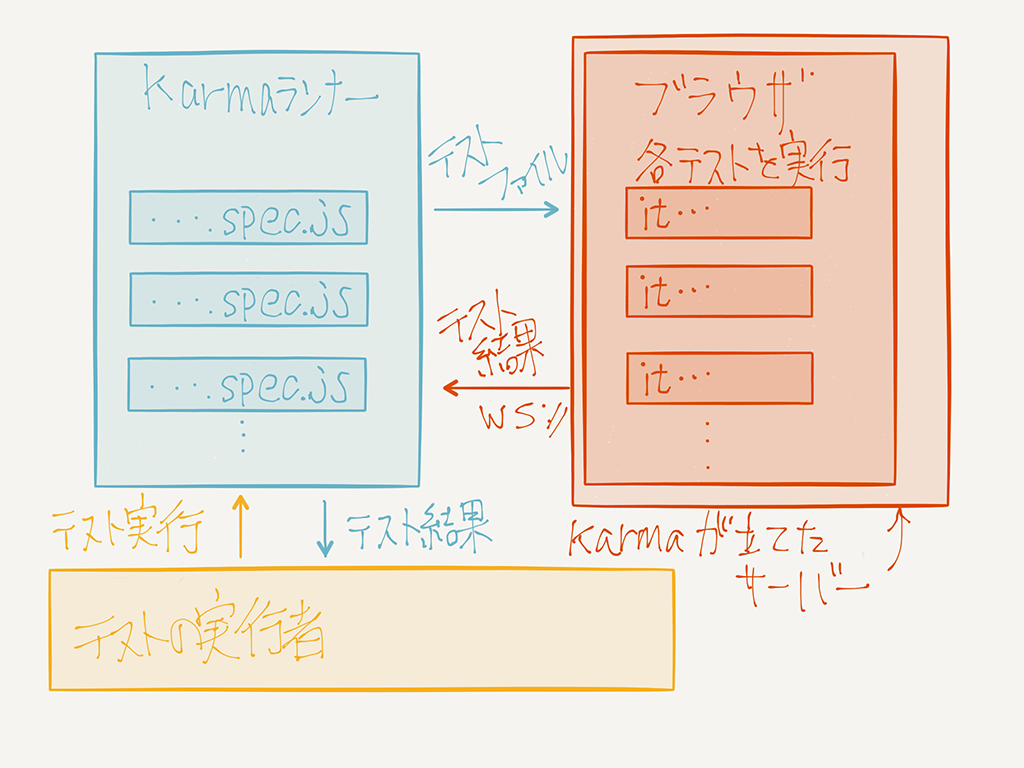 Karmaランナー
・・・.spec.js
・・・.spec.js
・・・.spec.js
⋮
テスト
ファイル
テスト
結果
ws://
ブラウザ
各テストを実行
it・・・
it・・・
it・・・
⋮
karmaが立てた
サーバー
テスト実行
テスト結果
テストの実行者